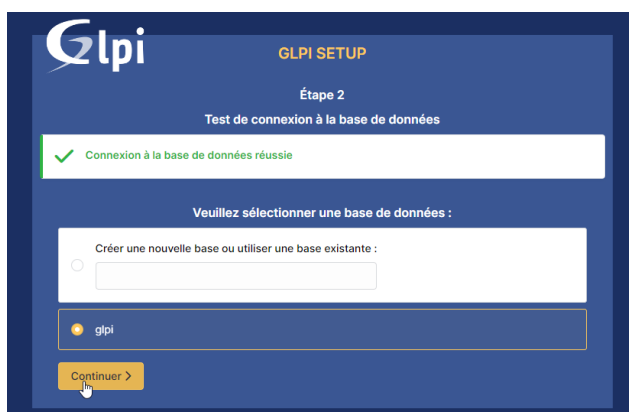 Glpi
GLPI SETUP
Étape 2
Test de connexion à la base de données
Connexion à la base de données réussie
Veuillez sélectionner une base de données :
Créer une nouvelle base ou utiliser une base existante :
glpi
Continuer >